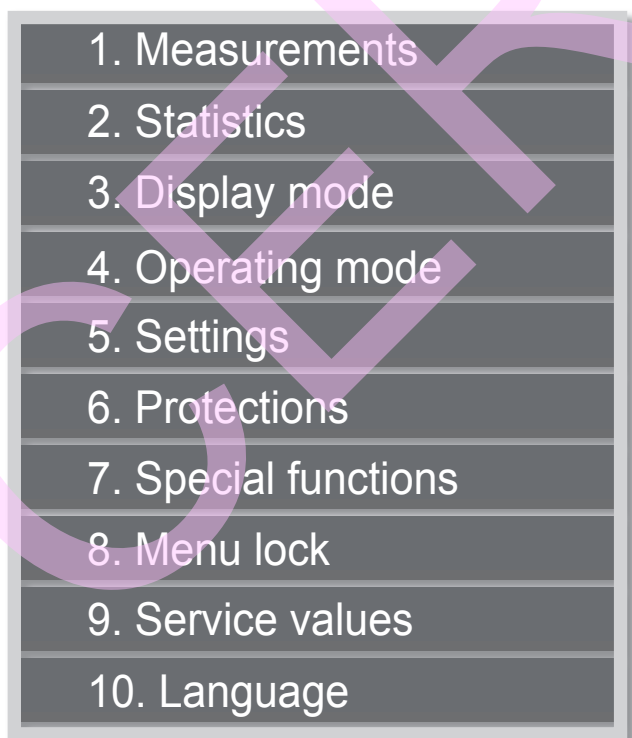 1. Measurements
2. Statistics
3. Display mode
4. Operating mode
5. Settings
6. Protections
7. Special functions
8. Menu lock
9. Service values
10. Language